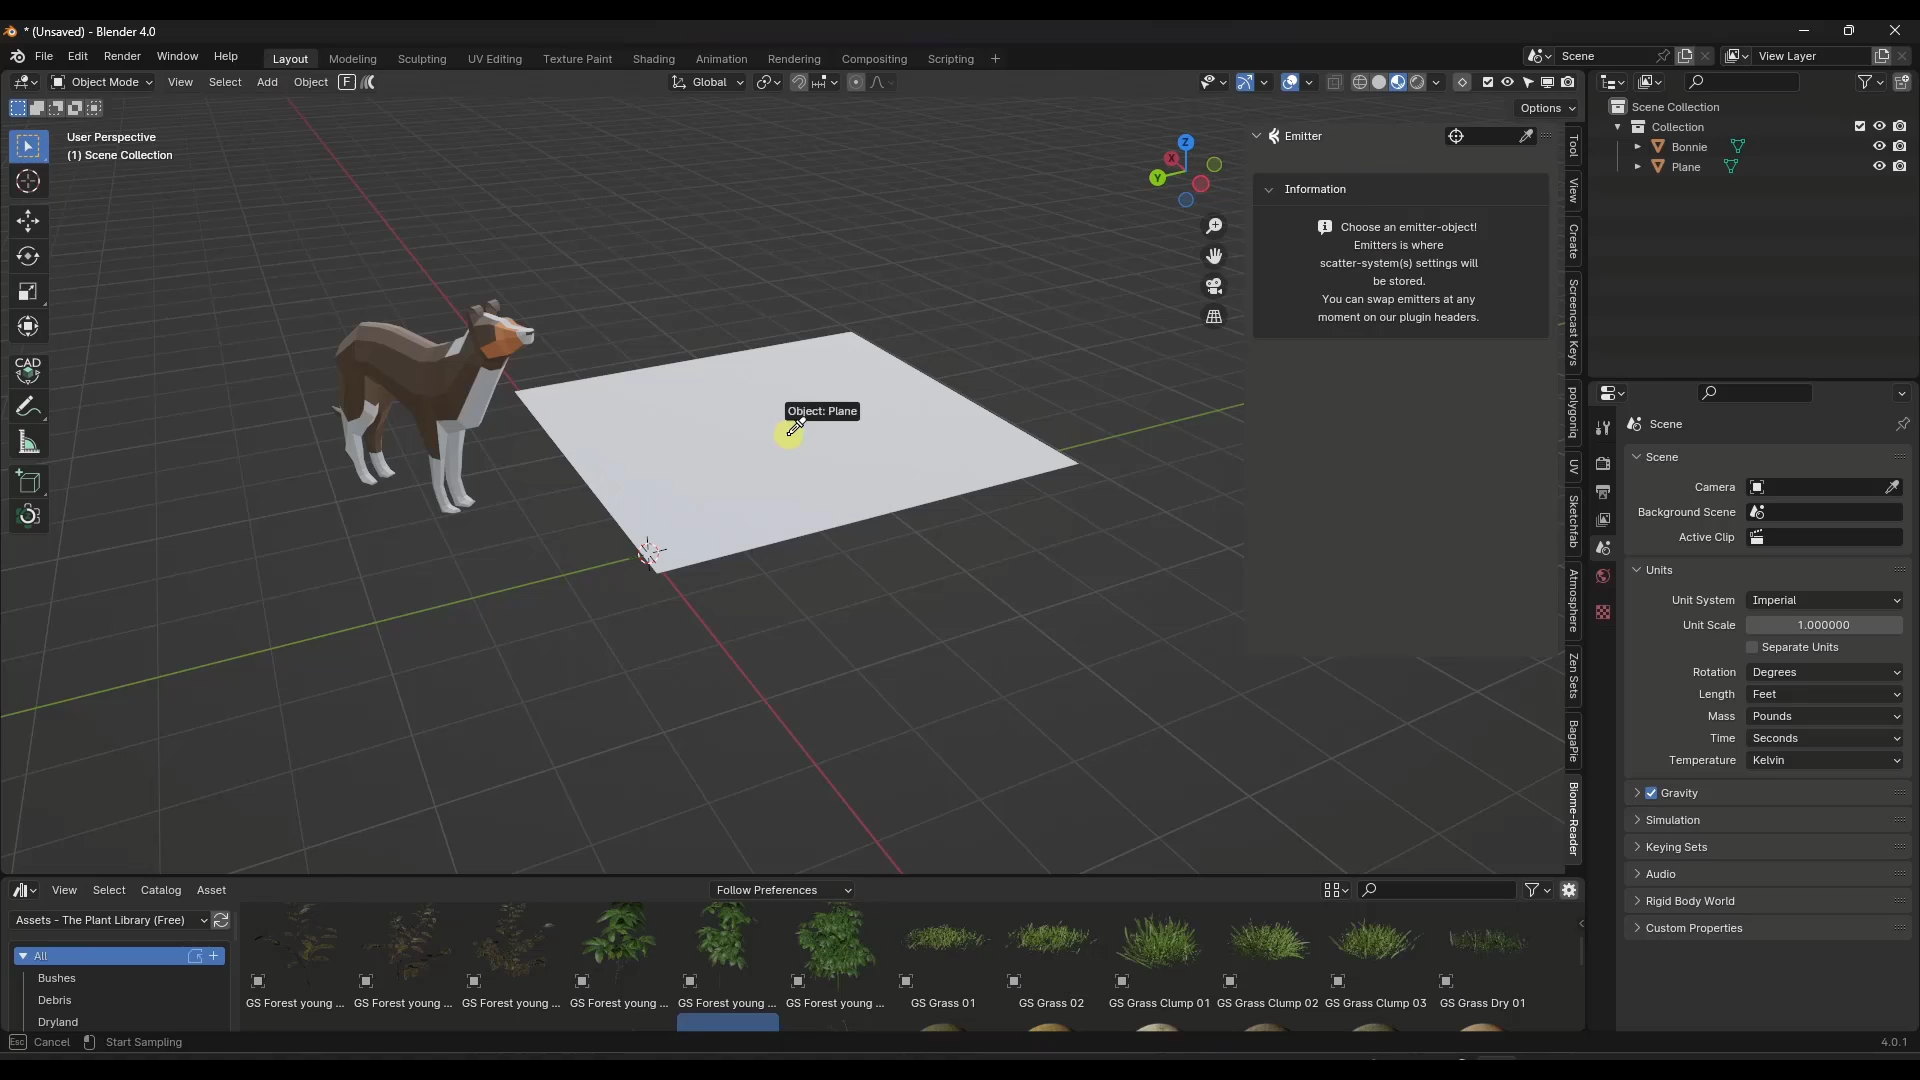 * (Unsaved) - Blender 4.0
File Edit Render Window Help
Layout Modeling Sculpting UV Editing Texture Paint Shading Animation Rendering Compositing Scripting +
Scene
View Layer
Object Mode View Select Add Object F
Global
Options
User Perspective
(1) Scene Collection
CAD
Z
X
Y
Object: Plane
Emitter
Information
Choose an emitter-object!
Emitters is where
scatter-system(s) settings will
be stored.
You can swap emitters at any
moment on our plugin headers.
Tool
View
Create
Screencast Keys
polygoniq
UV
Sketchfab
Atmosphere
Zen Sets
BagaPie
Biome-Reader
Scene Collection
Collection
Bonnie
Plane
Scene
Scene
Camera
Background Scene
Active Clip
Units
Unit System Imperial
Unit Scale 1.000000
Separate Units
Rotation Degrees
Length Feet
Mass Pounds
Time Seconds
Temperature Kelvin
Gravity
Simulation
Keying Sets
Audio
Rigid Body World
Custom Properties
View Select Catalog Asset
Follow Preferences
Assets - The Plant Library (Free)
All
Bushes
Debris
Dryland
GS Forest young ... GS Forest young ... GS Forest young ... GS Forest young ... GS Forest young ... GS Forest young ... GS Grass 01 GS Grass 02 GS Grass Clump 01 GS Grass Clump 02 GS Grass Clump 03 GS Grass Dry 01
Esc Cancel Start Sampling
4.0.1